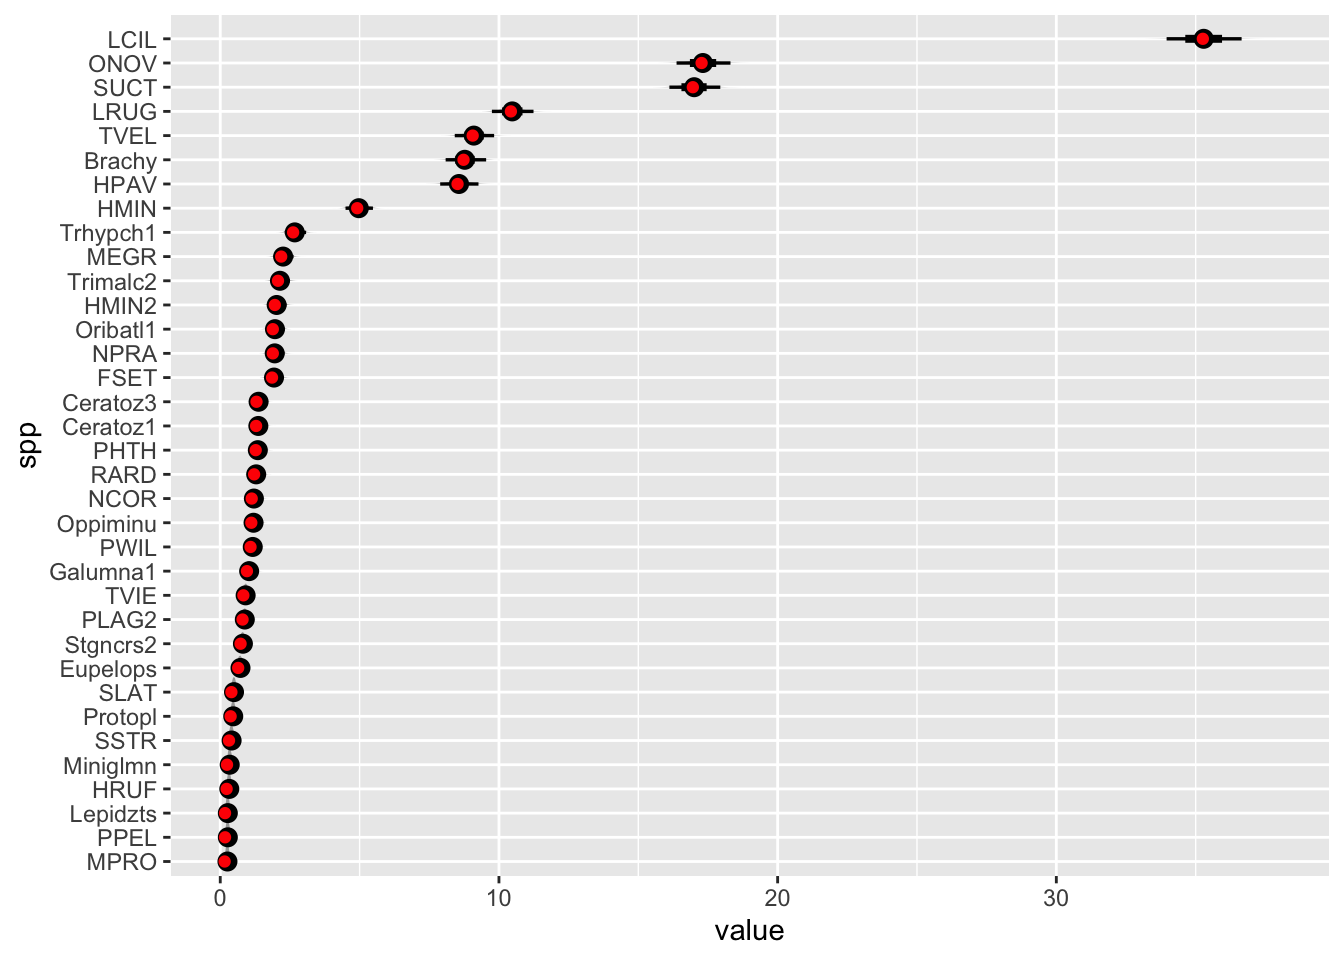 LCIL
ONOV
SUCT
LRUG
TVEL
Brachy
HPAV
HMIN
Trhypch1
MEGR
Trimalc2
HMIN2
Oribatl1
NPRA
FSET
Ceratoz3
Ceratoz1
PHTH
RARD
NCOR
Oppiminu
PWIL
Galumna1
TVIE
PLAG2
Stgncrs2
Eupelops
SLAT
Protopl
SSTR
Miniglmn
HRUF
Lepidzts
PPEL
MPRO
spp
0 10 20 30
value